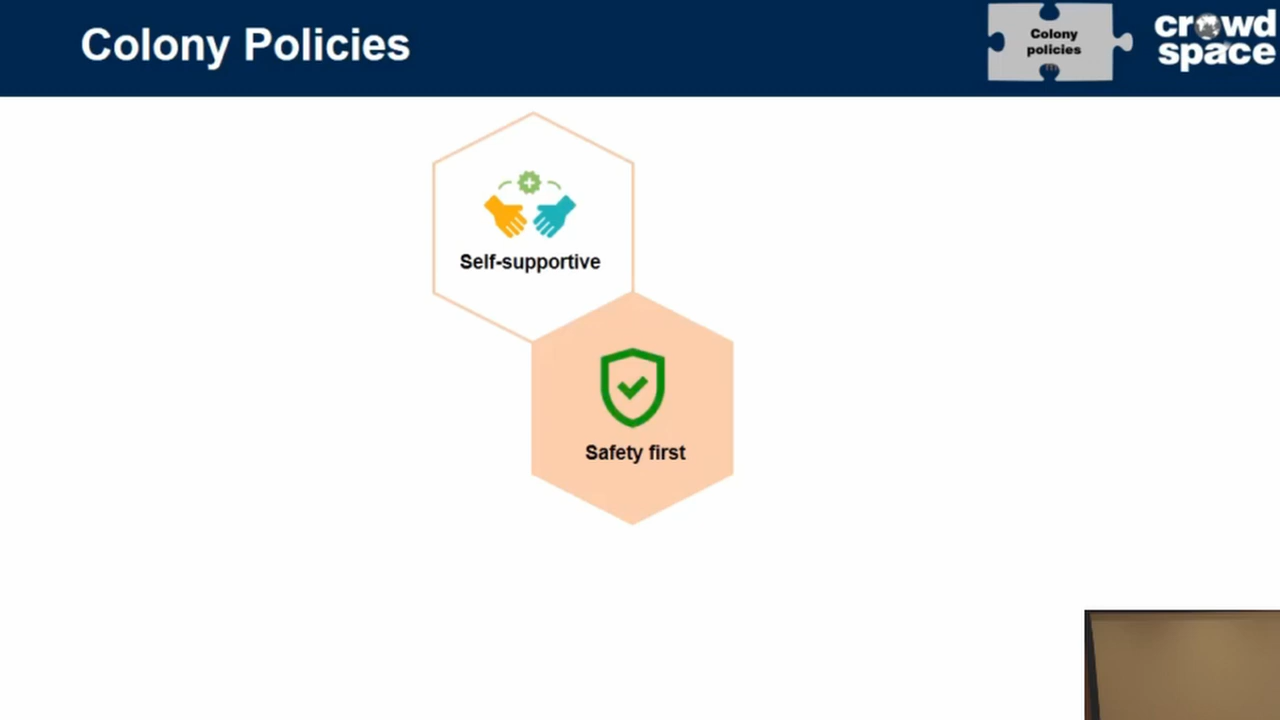 Colony Policies
Colony
policies
crowd
space
Self-supportive
Safety first